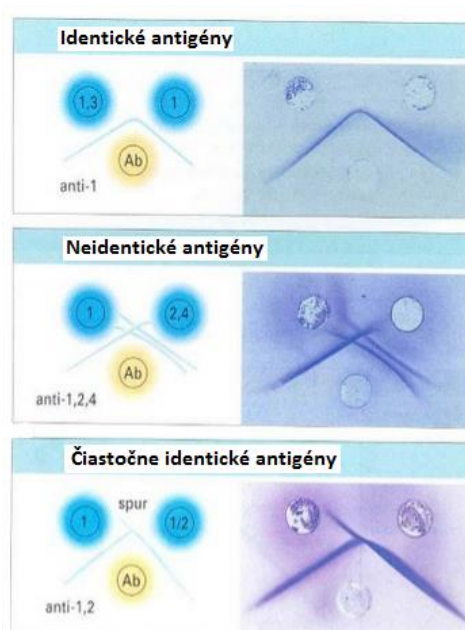 Identické antigény
1,3
1
Ab
anti-1
Neidentické antigény
1
2,4
Ab
anti-1,2,4
Čiastočne identické antigény
spur
1
1/2
Ab
anti-1,2